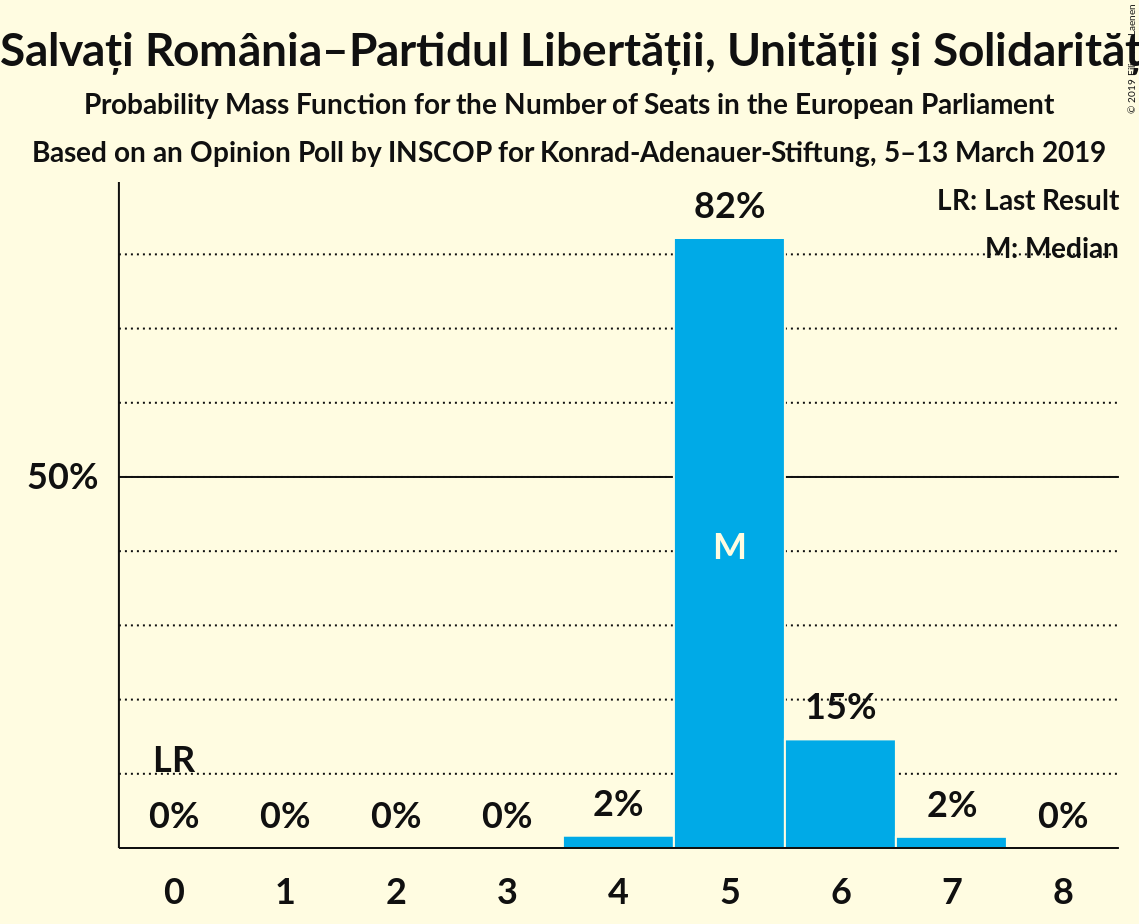 Salvați România–Partidul Libertății, Unității și Solidarităț
Probability Mass Function for the Number of Seats in the European Parliament
Based on an Opinion Poll by INSCOP for Konrad-Adenauer-Stiftung, 5–13 March 2019
© 2019 Laenen
LR: Last Result
M: Median
82%
50%
M
15%
LR
0% 0% 0% 0% 2% 2% 0%
0 1 2 3 4 5 6 7 8